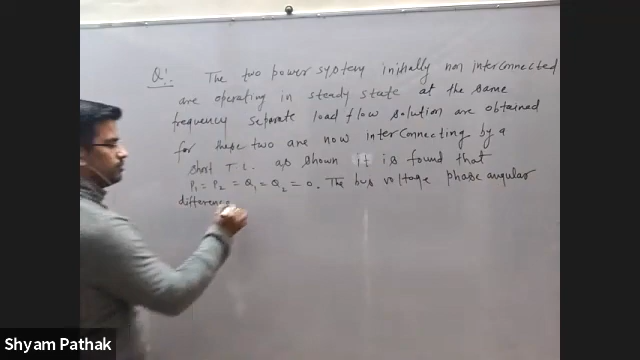 Q:
The two power system initially non interconnected
are operating in steady state at the same
frequency separate load flow solution are obtained
for these two are now interconnecting by a
short T L. as shown it is found that
P₁ = P₂ = Q₁ = Q₂ = 0. The bus voltage phase angular
difference
Shyam Pathak